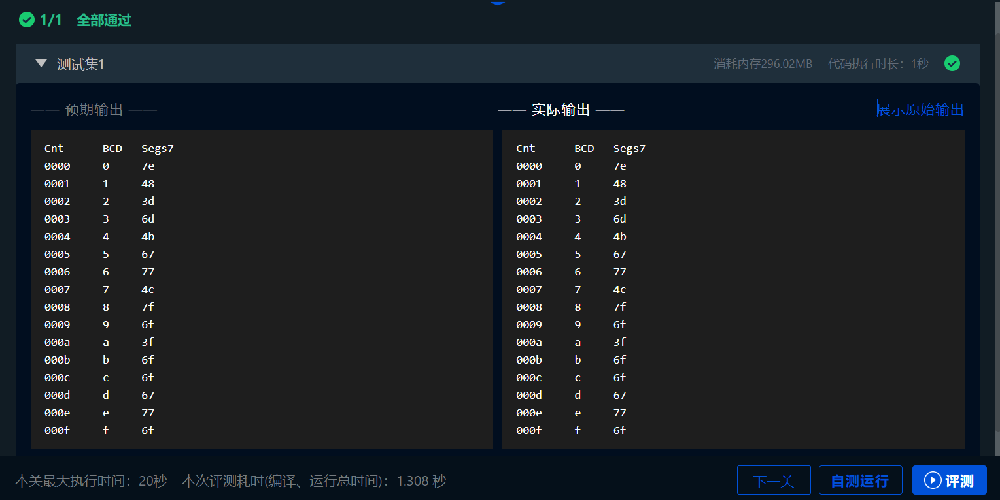 1/1 全部通过
测试集1 消耗内存296.02MB 代码执行时长：1秒
—— 预期输出 —— —— 实际输出 —— 展示原始输出
Cnt BCD Segs7 Cnt BCD Segs7
0000 0 7e 0000 0 7e
0001 1 48 0001 1 48
0002 2 3d 0002 2 3d
0003 3 6d 0003 3 6d
0004 4 4b 0004 4 4b
0005 5 67 0005 5 67
0006 6 77 0006 6 77
0007 7 4c 0007 7 4c
0008 8 7f 0008 8 7f
0009 9 6f 0009 9 6f
000a a 3f 000a a 3f
000b b 6f 000b b 6f
000c c 6f 000c c 6f
000d d 67 000d d 67
000e e 77 000e e 77
000f f 6f 000f f 6f
本关最大执行时间：20秒 本次评测耗时(编译、运行总时间)：1.308 秒 下一关 自测运行 评测